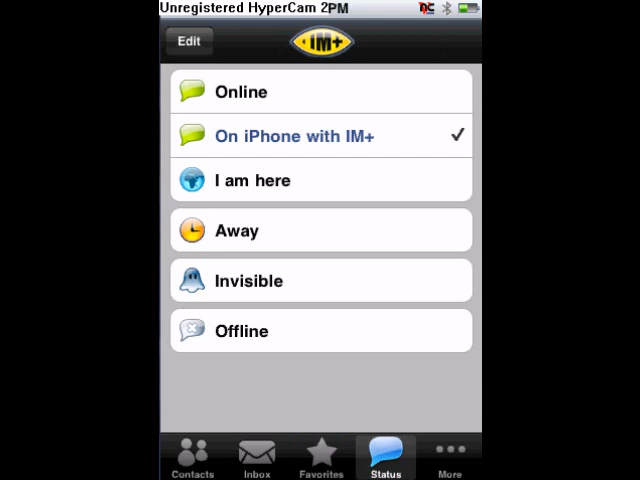 Unregistered HyperCam 2PM
Edit
IM+
Online
On iPhone with IM+
I am here
Away
Invisible
Offline
Contacts
Inbox
Favorites
Status
More